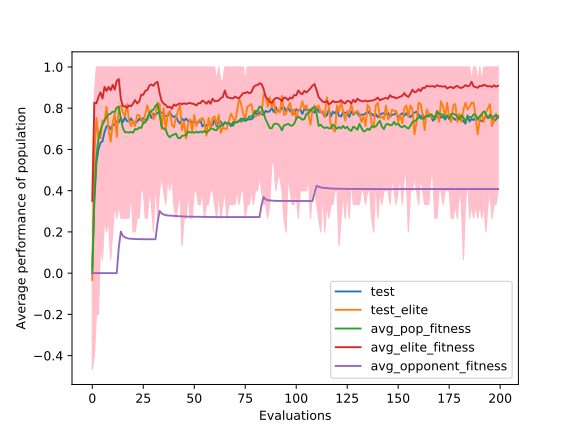 Average performance of population
1.0
0.8
0.6
0.4
0.2
0.0
−0.2
−0.4
test
test_elite
avg_pop_fitness
avg_elite_fitness
avg_opponent_fitness
0 25 50 75 100 125 150 175 200
Evaluations